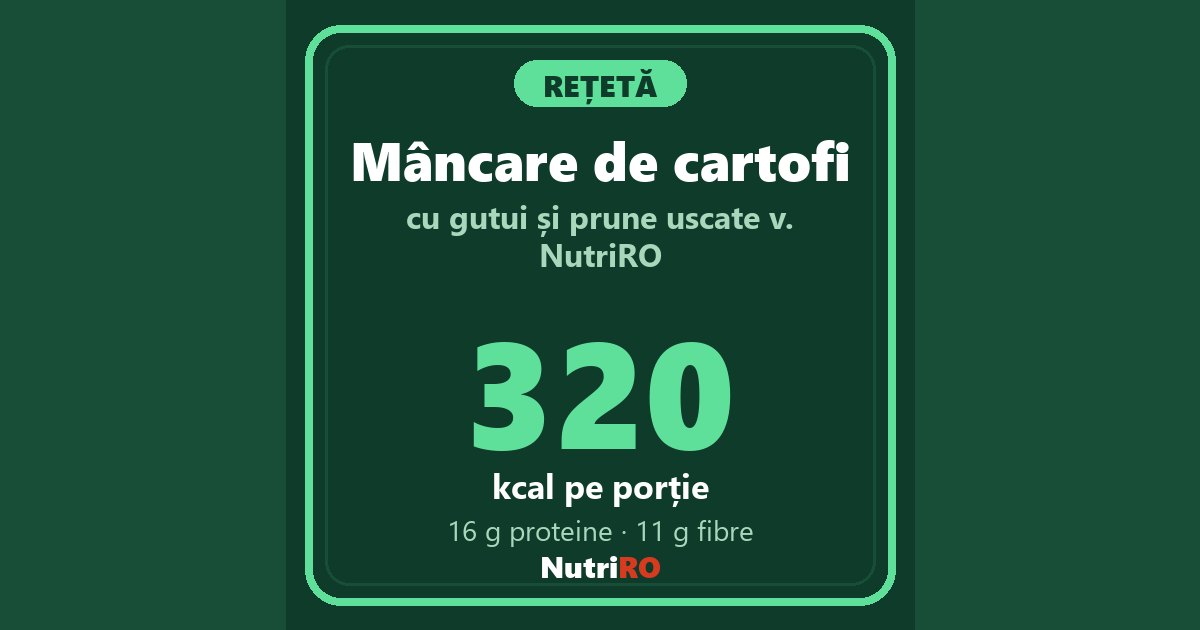 REȚETĂ
Mâncare de cartofi
cu gutui și prune uscate v.
NutriRO
320
kcal pe porție
16 g proteine · 11 g fibre
NutriRO